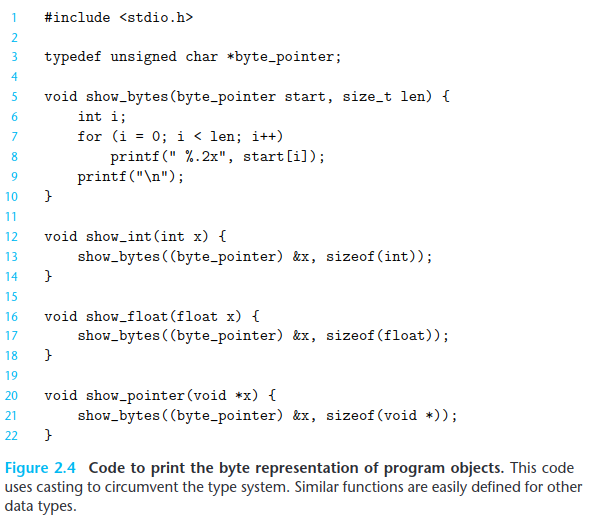 1 #include <stdio.h>
2
3 typedef unsigned char *byte_pointer;
4
5 void show_bytes(byte_pointer start, size_t len) {
6     int i;
7     for (i = 0; i < len; i++)
8         printf(" %.2x", start[i]);
9     printf("\n");
10 }
11
12 void show_int(int x) {
13     show_bytes((byte_pointer) &x, sizeof(int));
14 }
15
16 void show_float(float x) {
17     show_bytes((byte_pointer) &x, sizeof(float));
18 }
19
20 void show_pointer(void *x) {
21     show_bytes((byte_pointer) &x, sizeof(void *));
22 }
Figure 2.4 Code to print the byte representation of program objects. This code
uses casting to circumvent the type system. Similar functions are easily defined for other
data types.